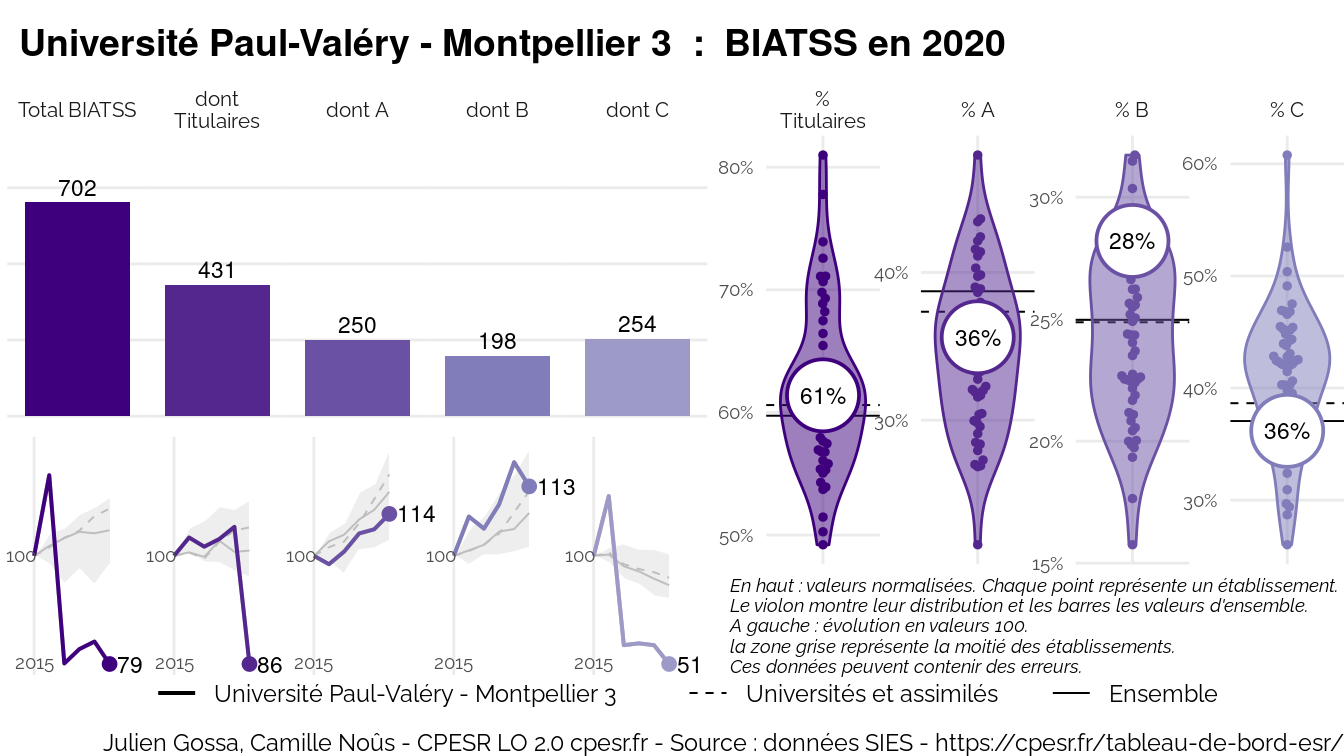 Université Paul-Valéry - Montpellier 3 : BIATSS en 2020
Total BIATSS
dont
Titulaires
dont A
dont B
dont C
702
431
250
198
254
%
Titulaires
% A
% B
% C
80%
70%
60%
50%
61%
40%
30%
36%
30%
25%
20%
15%
28%
60%
50%
40%
30%
36%
100
2015
79
100
2015
86
100
2015
114
100
2015
113
100
2015
51
En haut : valeurs normalisées. Chaque point représente un établissement.
Le violon montre leur distribution et les barres les valeurs d'ensemble.
A gauche : évolution en valeurs 100.
la zone grise représente la moitié des établissements.
Ces données peuvent contenir des erreurs.
Université Paul-Valéry - Montpellier 3
Universités et assimilés
Ensemble
Julien Gossa, Camille Noûs - CPESR LO 2.0 cpesr.fr - Source : données SIES - https://cpesr.fr/tableau-de-bord-esr/